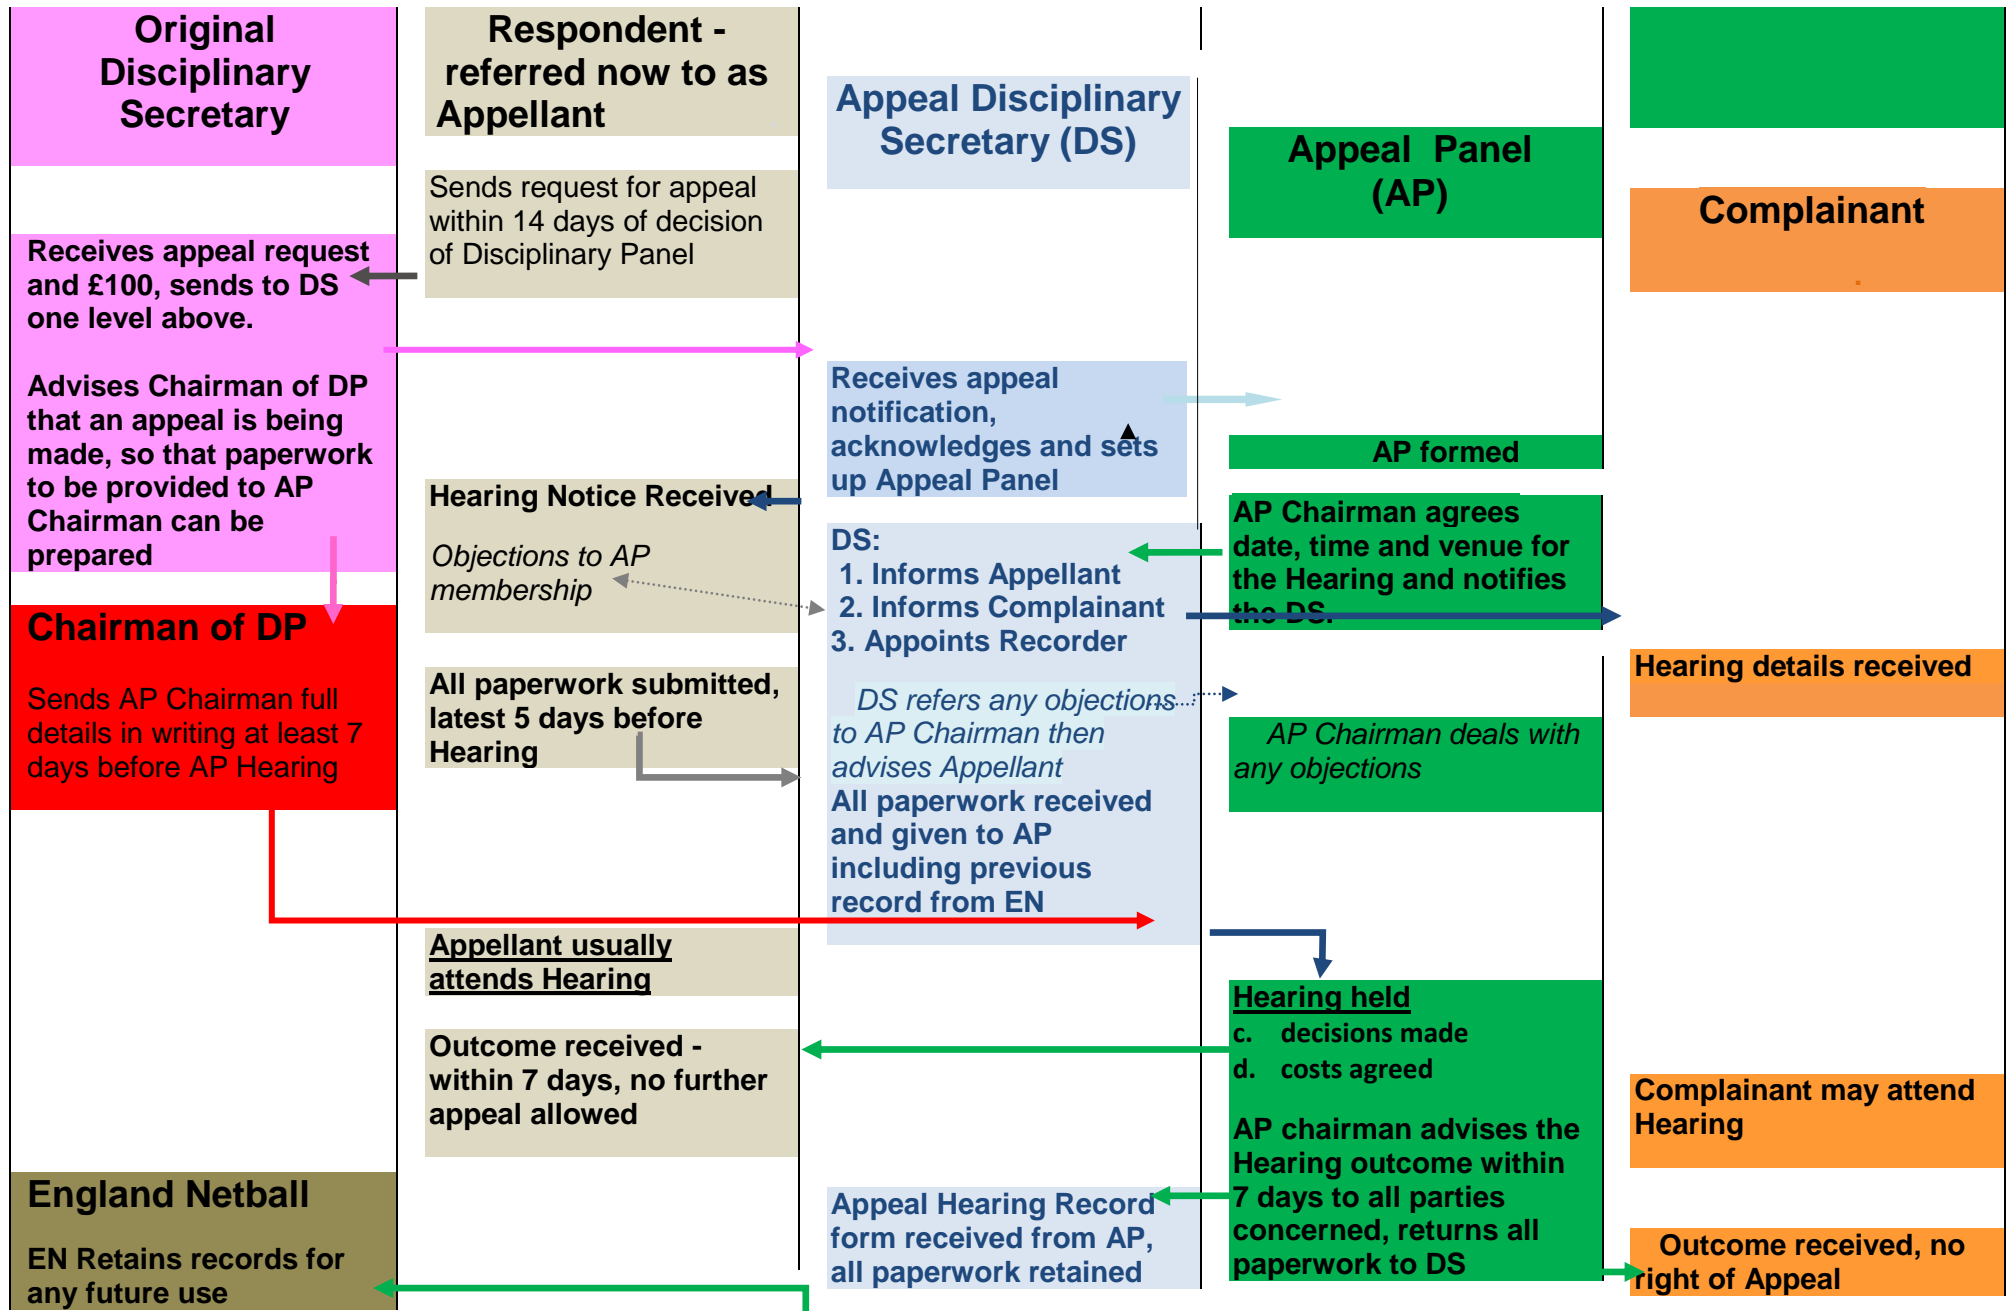 Original
Disciplinary
Secretary
Receives appeal request
and £100, sends to DS
one level above.
Advises Chairman of DP
that an appeal is being
made, so that paperwork
to be provided to AP
Chairman can be
prepared
Chairman of DP
Sends AP Chairman full
details in writing at least 7
days before AP Hearing
England Netball
EN Retains records for
any future use
Respondent -
referred now to as
Appellant
Sends request for appeal
within 14 days of decision
of Disciplinary Panel
Hearing Notice Received
Objections to AP
membership
All paperwork submitted,
latest 5 days before
Hearing
Appellant usually
attends Hearing
Outcome received -
within 7 days, no further
appeal allowed
Appeal Disciplinary
Secretary (DS)
Receives appeal
notification,
acknowledges and sets
up Appeal Panel
DS:
1. Informs Appellant
2. Informs Complainant
3. Appoints Recorder
DS refers any objections
to AP Chairman then
advises Appellant
All paperwork received
and given to AP
including previous
record from EN
Appeal Hearing Record
form received from AP,
all paperwork retained
Appeal Panel
(AP)
AP formed
AP Chairman agrees
date, time and venue for
the Hearing and notifies
the DS.
AP Chairman deals with
any objections
Hearing held
c. decisions made
d. costs agreed
AP chairman advises the
Hearing outcome within
7 days to all parties
concerned, returns all
paperwork to DS
Complainant
.
Hearing details received
Complainant may attend
Hearing
Outcome received, no
right of Appeal